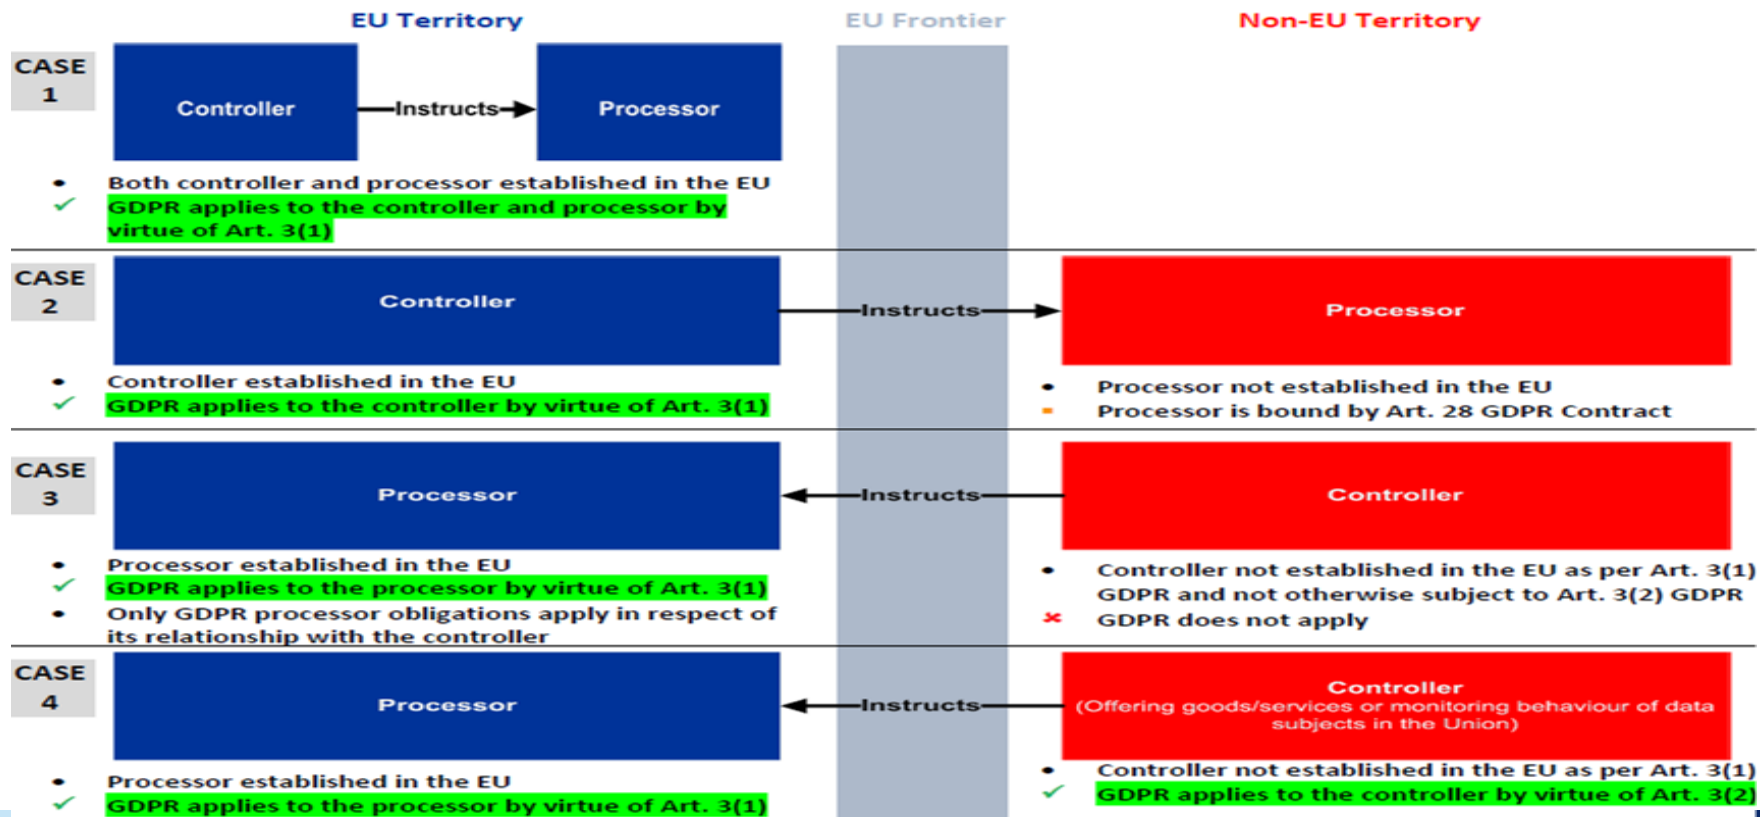 EU Territory
EU Frontier
Non-EU Territory
CASE
1
Controller
Instructs
Processor
• Both controller and processor established in the EU
✓ GDPR applies to the controller and processor by
virtue of Art. 3(1)
CASE
2
Controller
Instructs
Processor
• Controller established in the EU
✓ GDPR applies to the controller by virtue of Art. 3(1)
• Processor not established in the EU
▪ Processor is bound by Art. 28 GDPR Contract
CASE
3
Processor
Instructs
Controller
• Processor established in the EU
✓ GDPR applies to the processor by virtue of Art. 3(1)
• Only GDPR processor obligations apply in respect of
its relationship with the controller
• Controller not established in the EU as per Art. 3(1)
GDPR and not otherwise subject to Art. 3(2) GDPR
× GDPR does not apply
CASE
4
Processor
Instructs
Controller
(Offering goods/services or monitoring behaviour of data
subjects in the Union)
• Processor established in the EU
✓ GDPR applies to the processor by virtue of Art. 3(1)
• Controller not established in the EU as per Art. 3(1)
✓ GDPR applies to the controller by virtue of Art. 3(2)